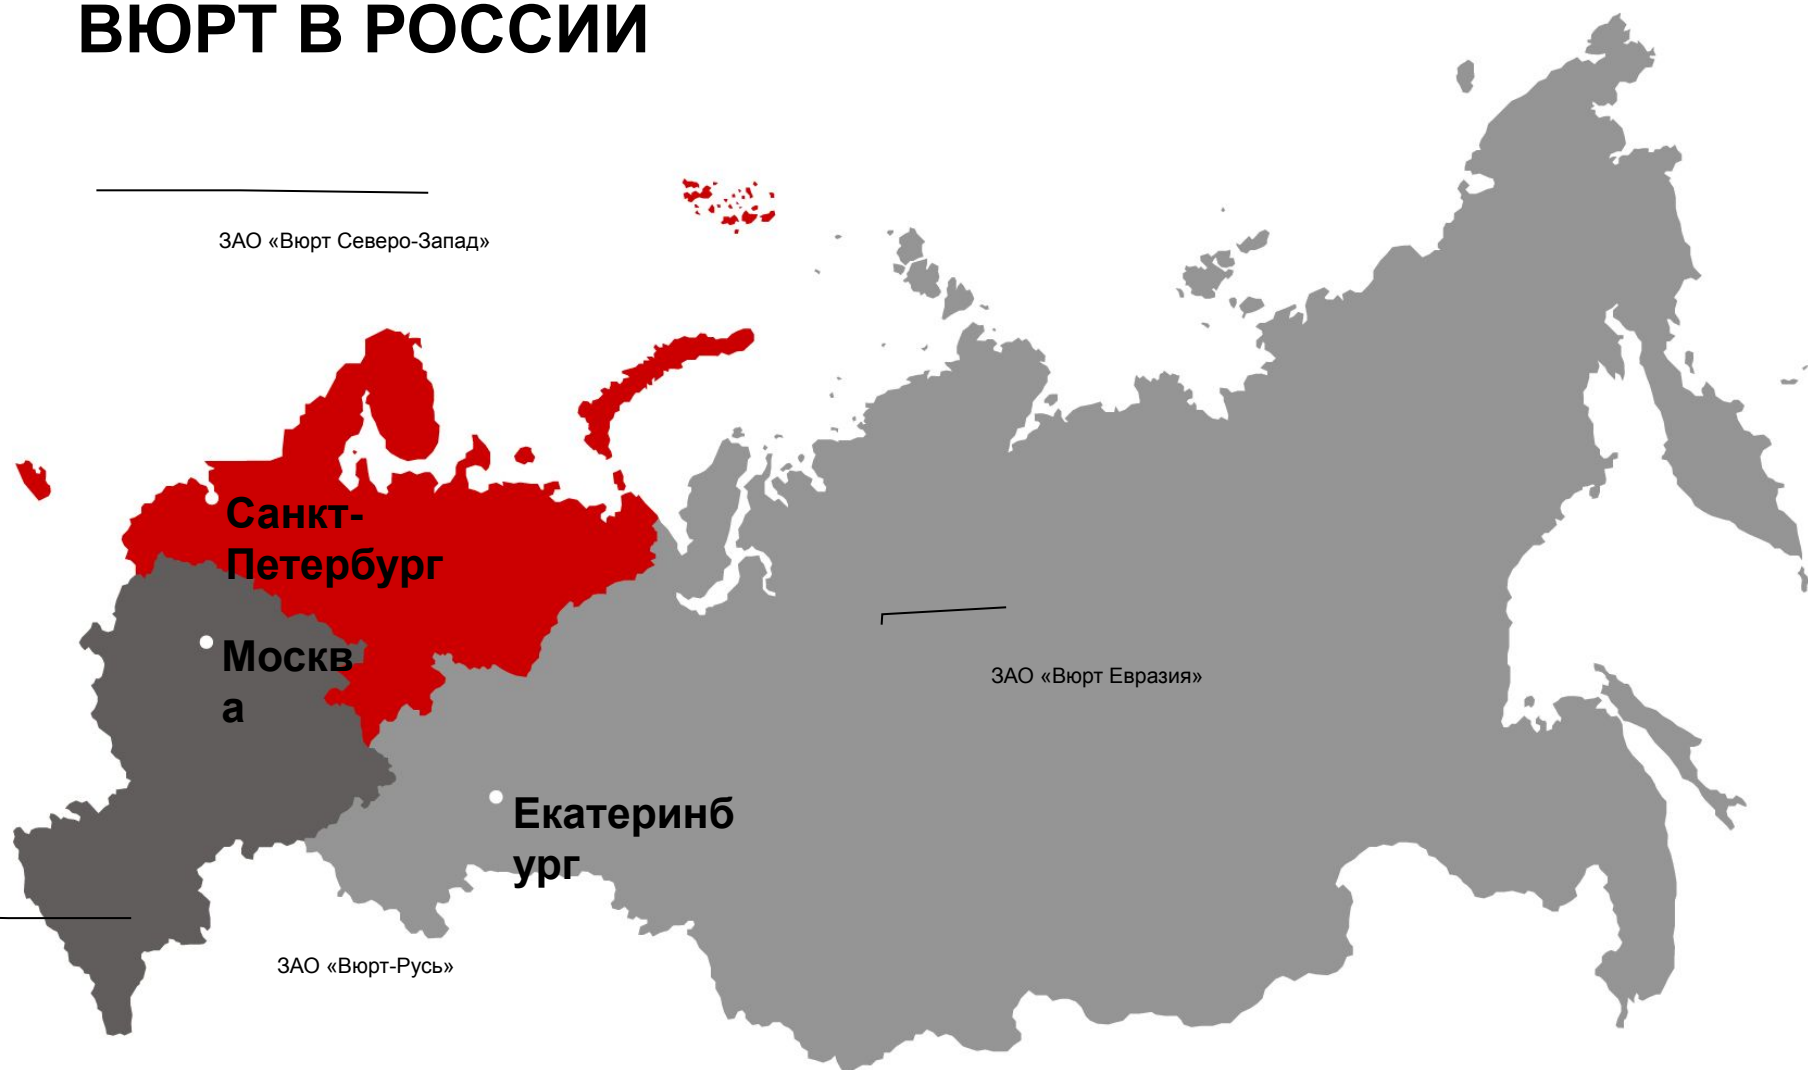 ВЮРТ В РОССИИ
ЗАО «Вюрт Северо-Запад»
Санкт-
Петербург
Москв
а
ЗАО «Вюрт Евразия»
Екатеринб
ург
ЗАО «Вюрт-Русь»